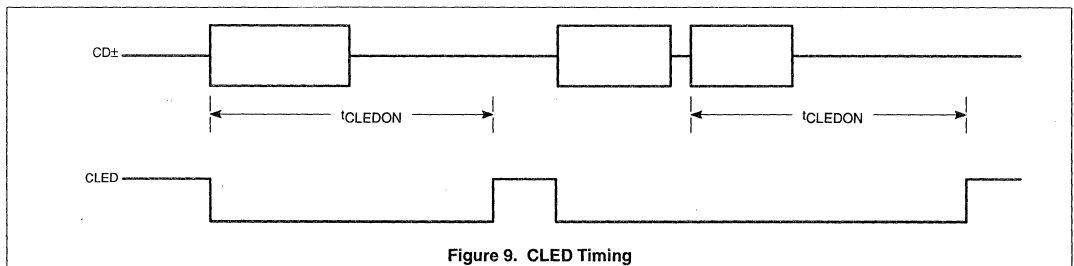 CD±
tCLEDON tCLEDON
CLED
Figure 9. CLED Timing